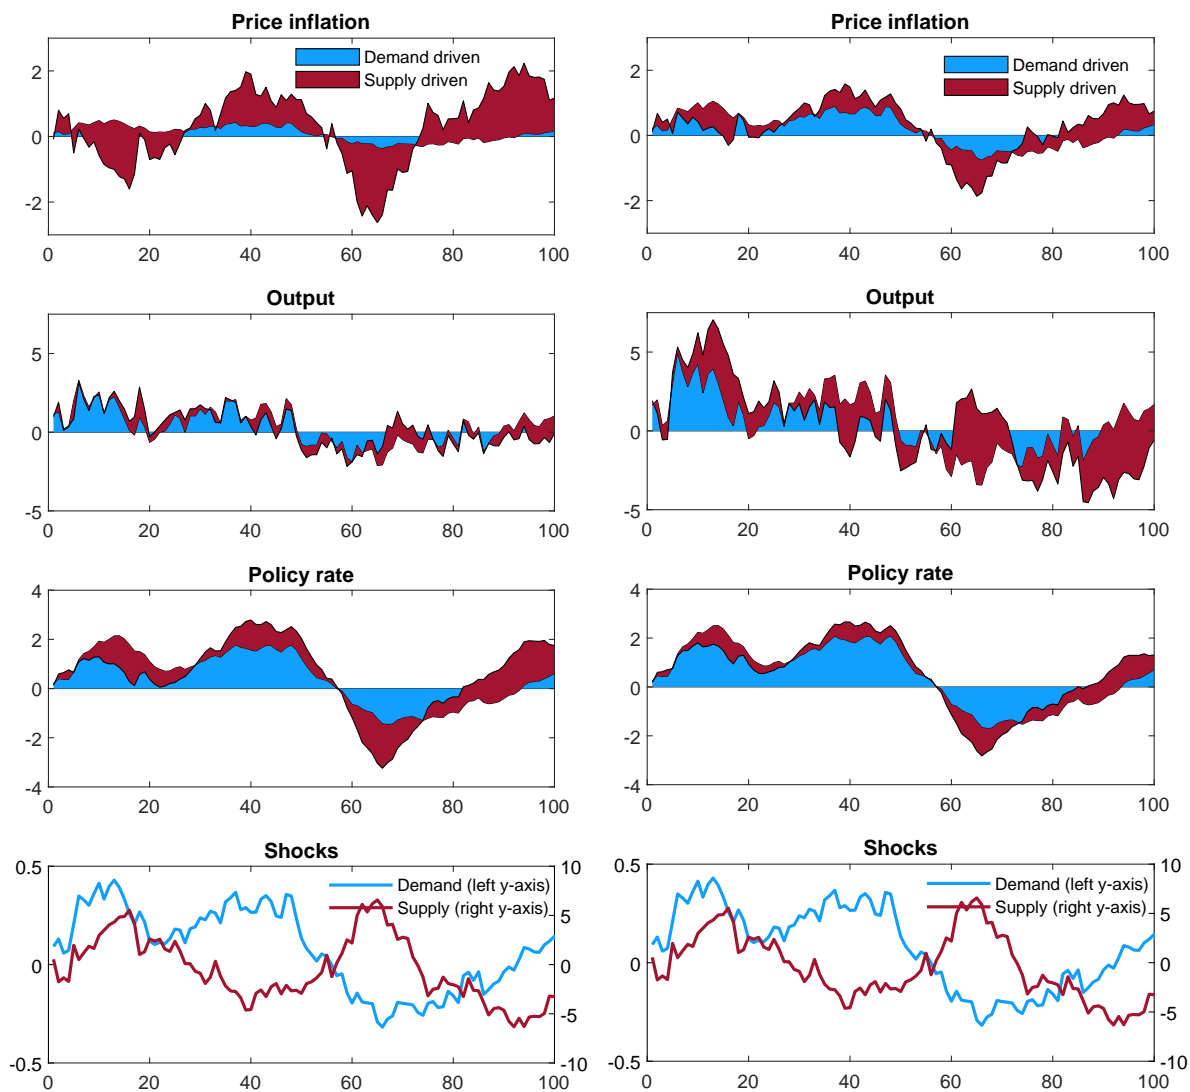 Price inflation
Demand driven
Supply driven
2
0
-2
0 20 40 60 80 100
Price inflation
Demand driven
Supply driven
2
0
-2
0 20 40 60 80 100
Output
5
0
-5
0 20 40 60 80 100
Output
5
0
-5
0 20 40 60 80 100
Policy rate
4
2
0
-2
-4
0 20 40 60 80 100
Policy rate
4
2
0
-2
-4
0 20 40 60 80 100
Shocks
Demand (left y-axis)
Supply (right y-axis)
0.5 10
5
0 0
-5
-0.5 -10
0 20 40 60 80 100
Shocks
Demand (left y-axis)
Supply (right y-axis)
0.5 10
5
0 0
-5
-0.5 -10
0 20 40 60 80 100